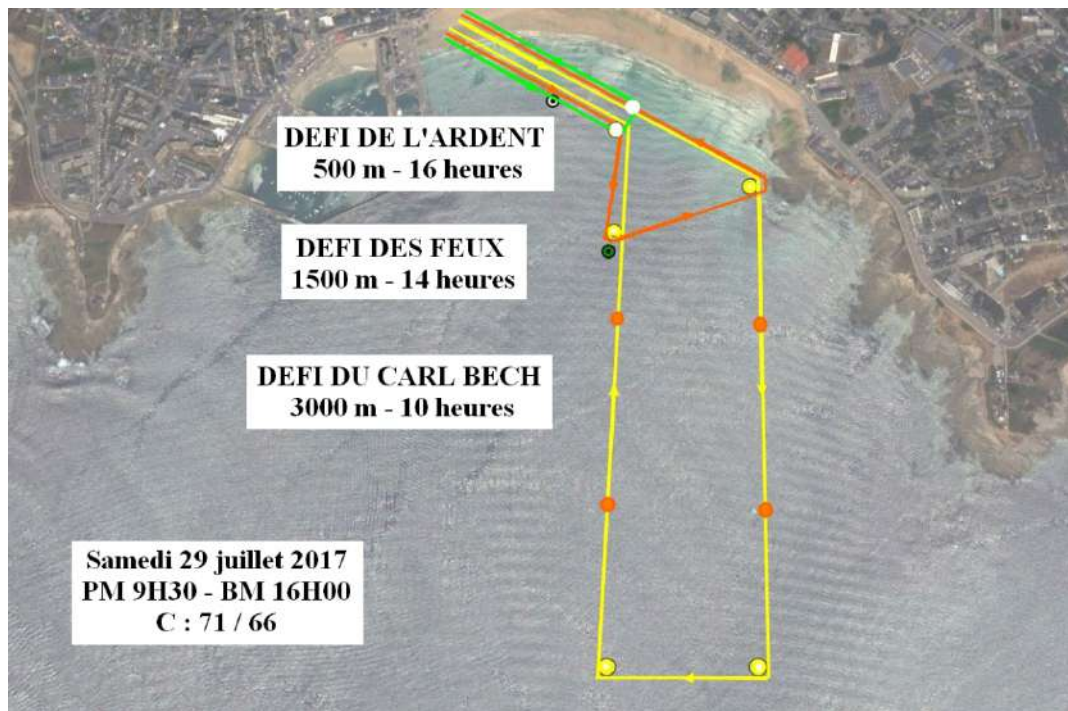 DEFI DE L'ARDENT
500 m - 16 heures
DEFI DES FEUX
1500 m - 14 heures
DEFI DU CARL BECH
3000 m - 10 heures
Samedi 29 juillet 2017
PM 9H30 - BM 16H00
C : 71 / 66